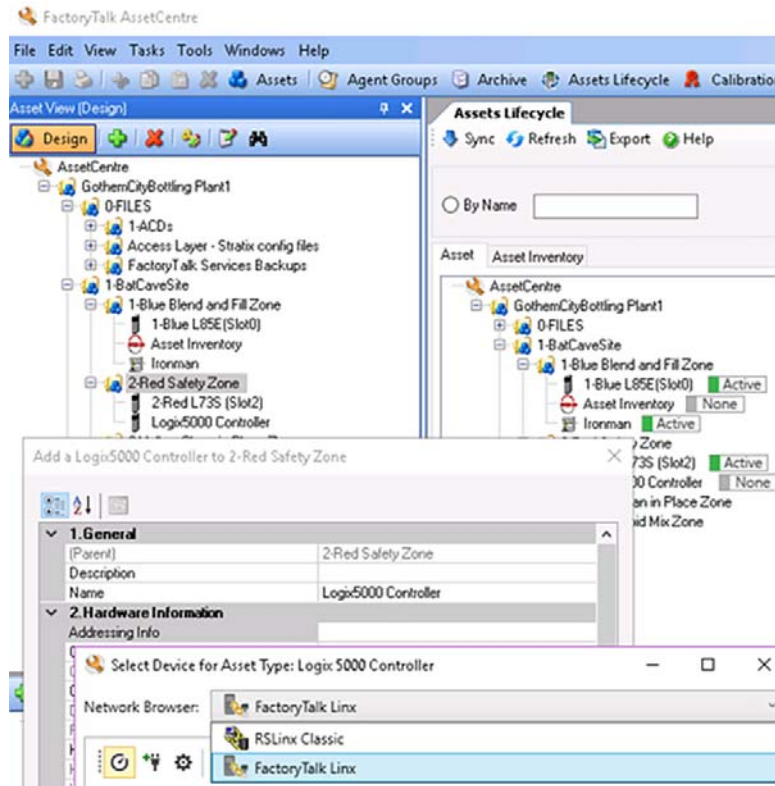 FactoryTalk AssetCentre
File Edit View Tasks Tools Windows Help
Assets Agent Groups Archive Assets Lifecycle Calibratio
Asset View (Design)
Design
AssetCentre
GothemCityBottling Plant1
0-FILES
1-ACDs
Access Layer - Stratix config files
FactoryTalk Services Backups
1-BatCaveSite
1-Blue Blend and Fill Zone
1-Blue L85E(Slot0)
Asset Inventory
Ironman
2-Red Safety Zone
2-Red L73S (Slot2)
Logix5000 Controller
Assets Lifecycle
Sync Refresh Export Help
By Name
Asset Asset Inventory
AssetCentre
GothemCityBottling Plant1
0-FILES
1-BatCaveSite
1-Blue Blend and Fill Zone
1-Blue L85E(Slot0) Active
Asset Inventory None
Ironman Active
Zone
73S (Slot2) Active
00 Controller None
an in Place Zone
id Mix Zone
Add a Logix5000 Controller to 2-Red Safety Zone
1.General
(Parent) 2-Red Safety Zone
Description
Name Logix5000 Controller
2.Hardware Information
Addressing Info
Select Device for Asset Type: Logix 5000 Controller
Network Browser: FactoryTalk Linx
RSLinx Classic
FactoryTalk Linx